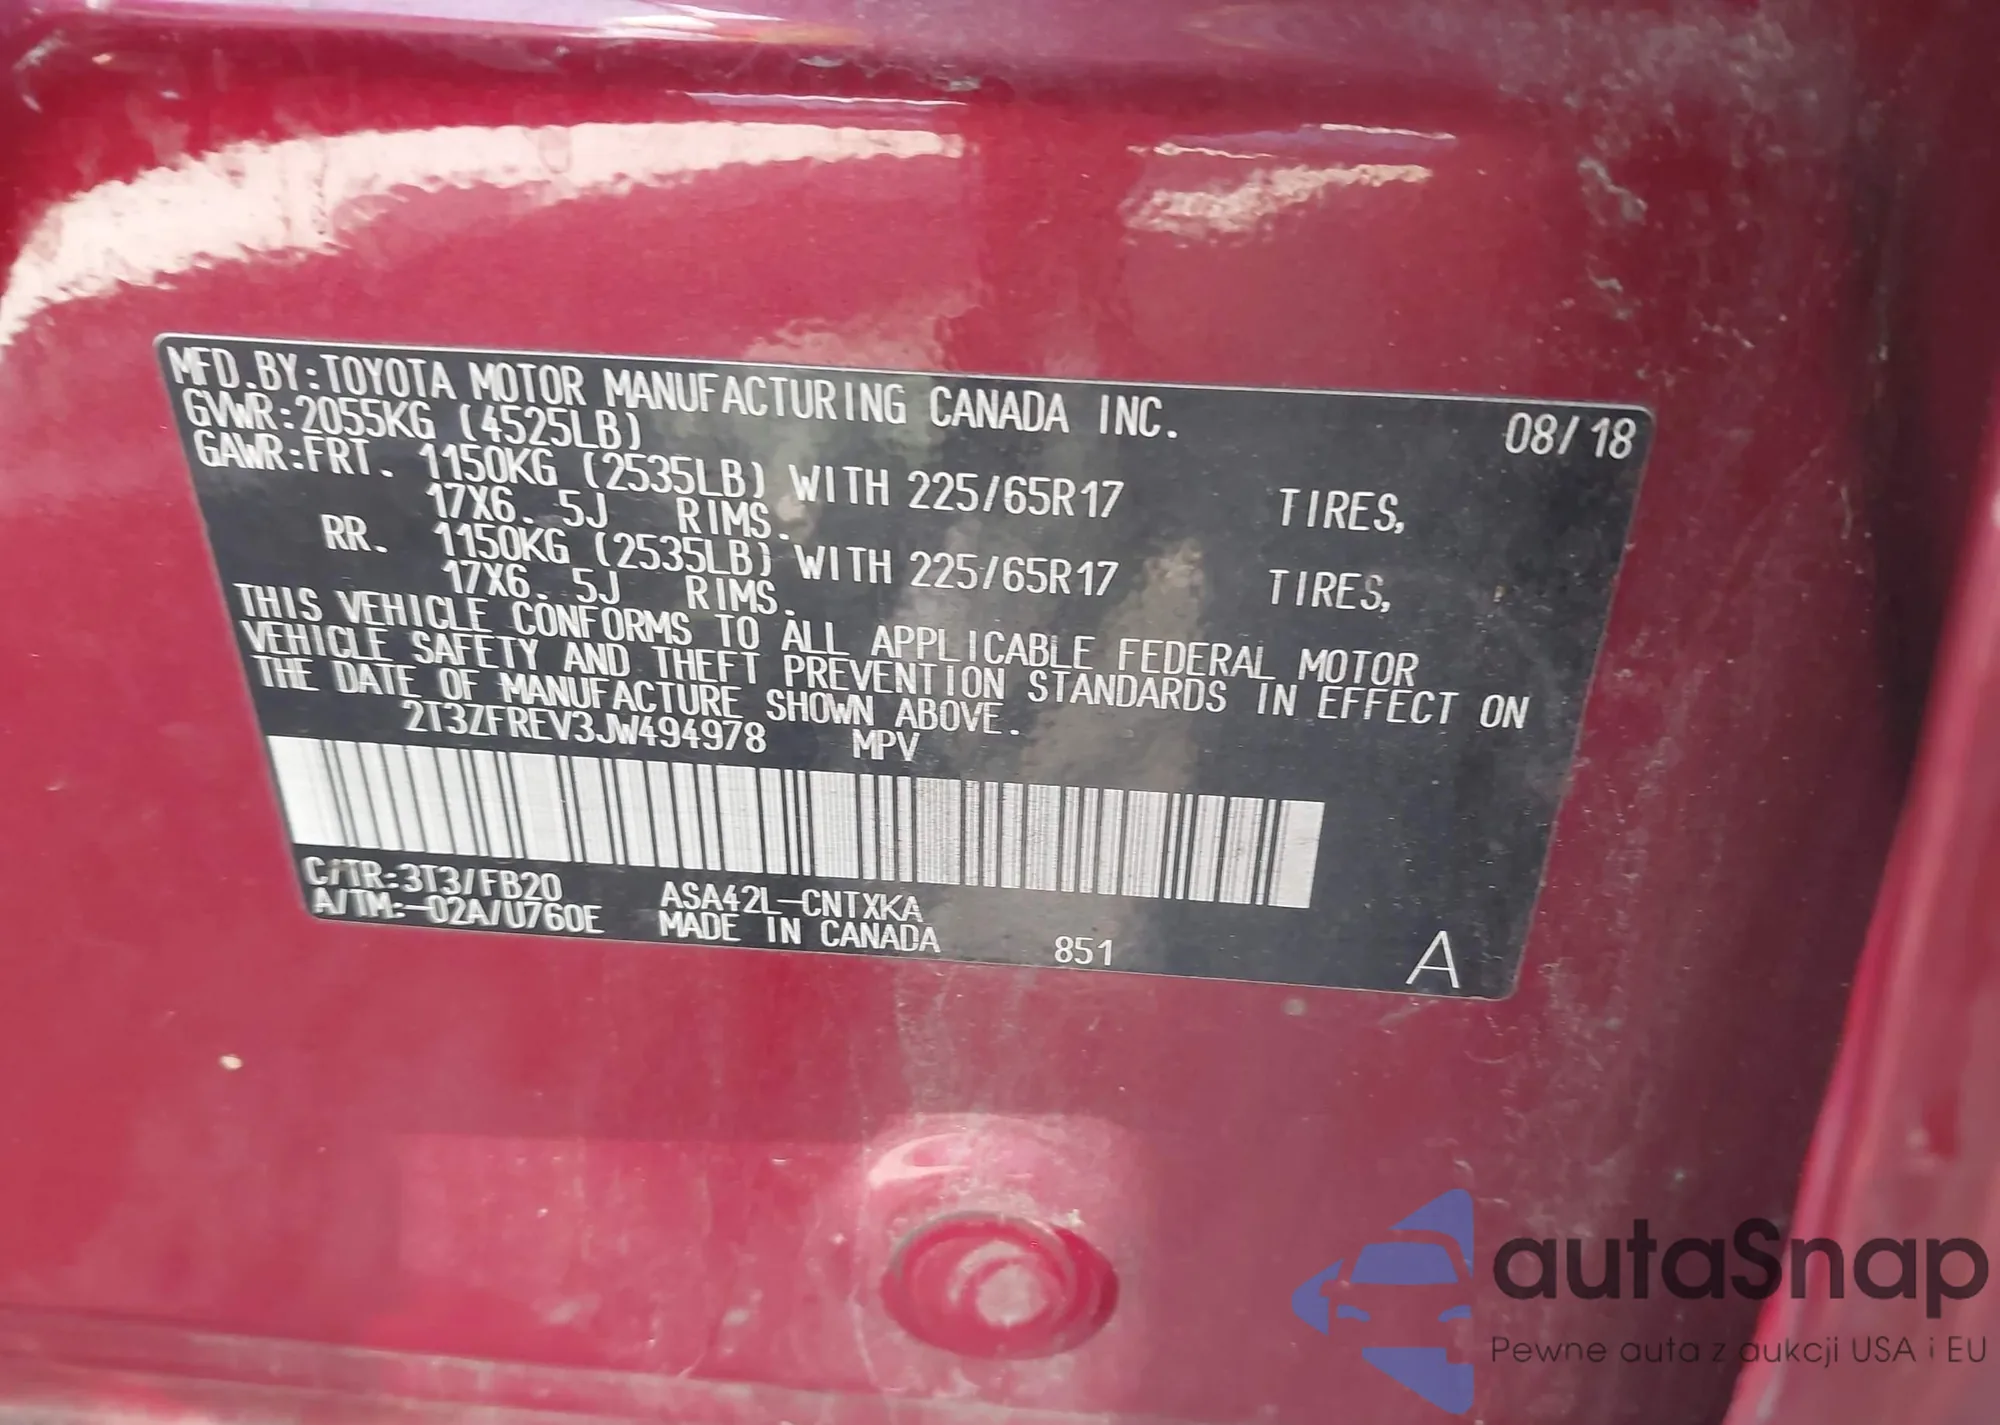 MFD.BY:TOYOTA MOTOR MANUFACTURING CANADA INC. 08/18
GVWR:2055KG (4525LB)
GAWR:FRT. 1150KG (2535LB) WITH 225/65R17 TIRES,
17X6.5J RIMS.
RR. 1150KG (2535LB) WITH 225/65R17 TIRES,
17X6.5J RIMS.
THIS VEHICLE CONFORMS TO ALL APPLICABLE FEDERAL MOTOR
VEHICLE SAFETY AND THEFT PREVENTION STANDARDS IN EFFECT ON
THE DATE OF MANUFACTURE SHOWN ABOVE.
2T3ZFREV3JW494978 MPV
C/TR:3T3/FB20 ASA42L-CNTXKA
A/TM:-02A/U760E MADE IN CANADA 851 A
autaSnap
Pewne auta z aukcji USA i EU